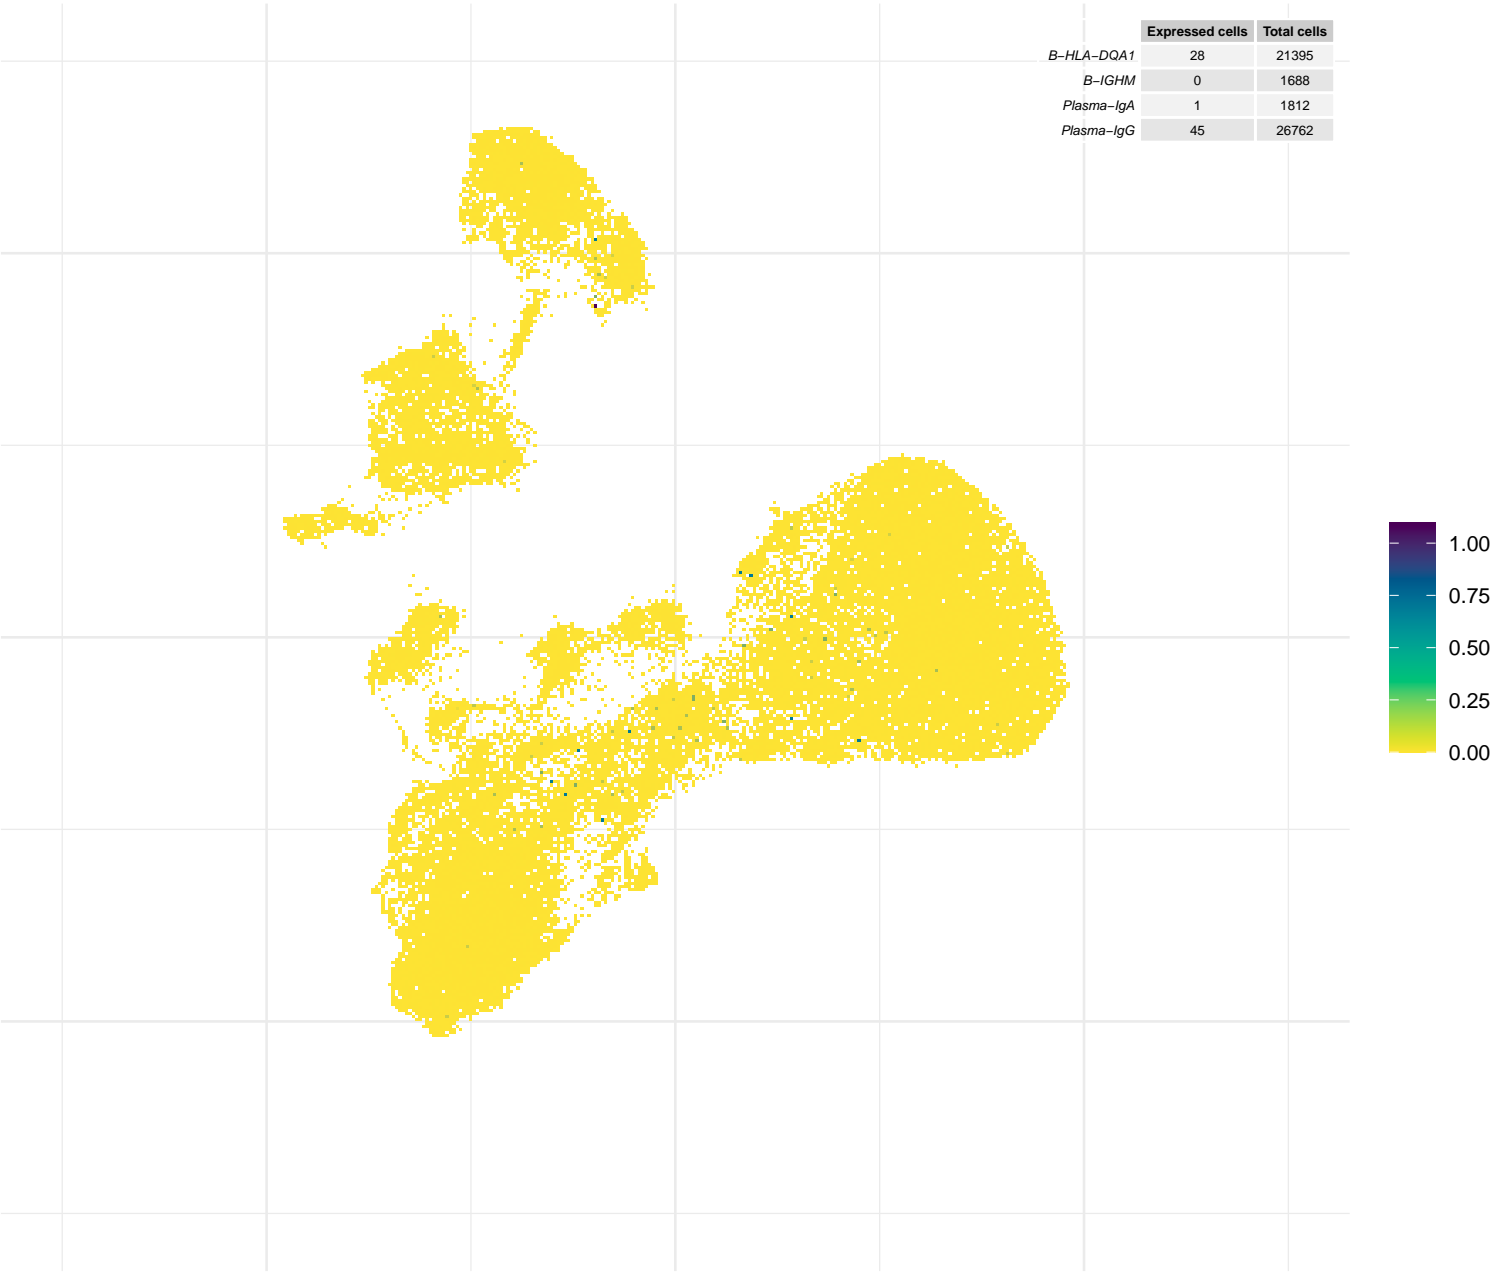 Expressed cells Total cells
B−HLA−DQA1 28 21395
B−IGHM 0 1688
Plasma−IgA 1 1812
Plasma−IgG 45 26762
1.00
0.75
0.50
0.25
0.00